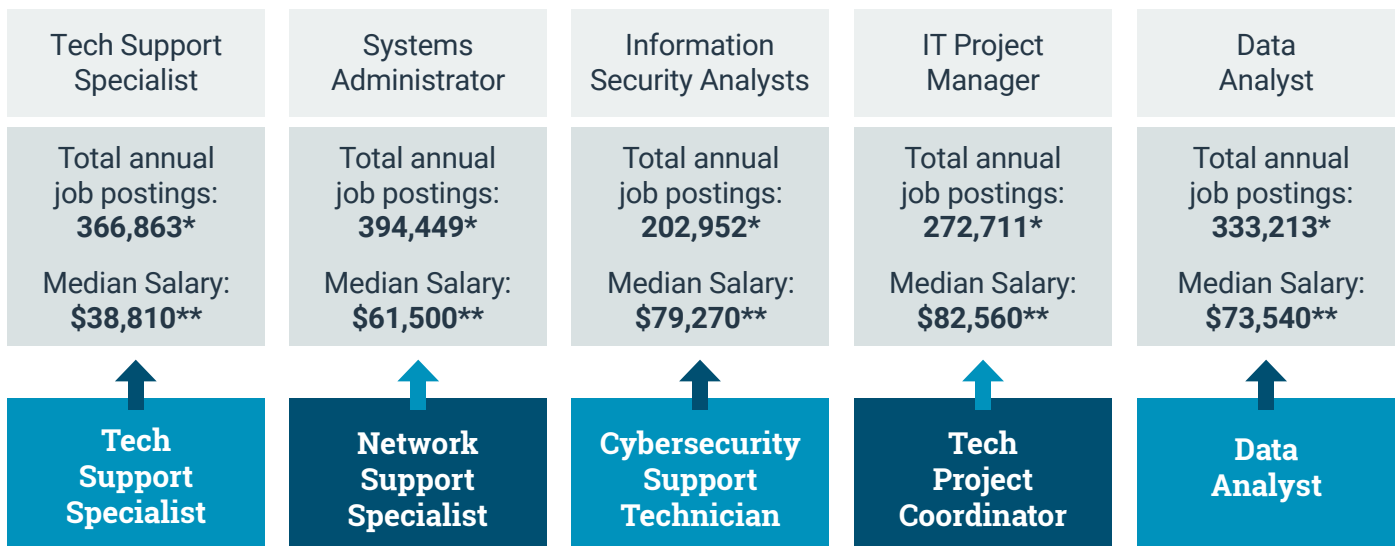 Tech Support
Specialist
Total annual
job postings:
366,863*
Median Salary:
$38,810**
Tech
Support
Specialist
Systems
Administrator
Total annual
job postings:
394,449*
Median Salary:
$61,500**
Network
Support
Specialist
Information
Security Analysts
Total annual
job postings:
202,952*
Median Salary:
$79,270**
Cybersecurity
Support
Technician
IT Project
Manager
Total annual
job postings:
272,711*
Median Salary:
$82,560**
Tech
Project
Coordinator
Data
Analyst
Total annual
job postings:
333,213*
Median Salary:
$73,540**
Data
Analyst